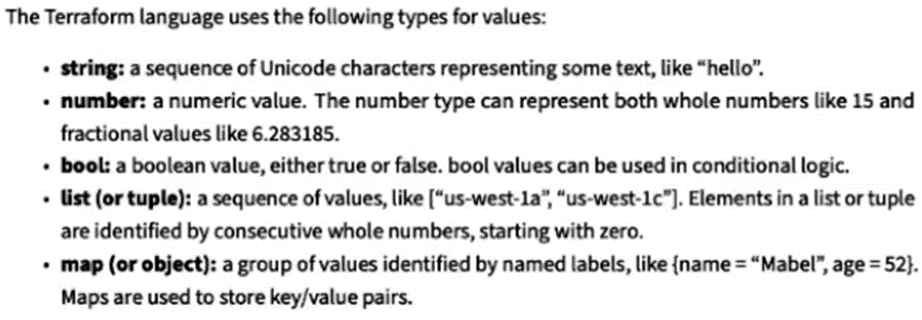 The Terraform language uses the following types for values:
• string: a sequence of Unicode characters representing some text, like “hello”.
• number: a numeric value. The number type can represent both whole numbers like 15 and
fractional values like 6.283185.
• bool: a boolean value, either true or false. bool values can be used in conditional logic.
• list (or tuple): a sequence of values, like [“us-west-1a”, “us-west-1c”]. Elements in a list or tuple
are identified by consecutive whole numbers, starting with zero.
• map (or object): a group of values identified by named labels, like {name = “Mabel”, age = 52}.
Maps are used to store key/value pairs.